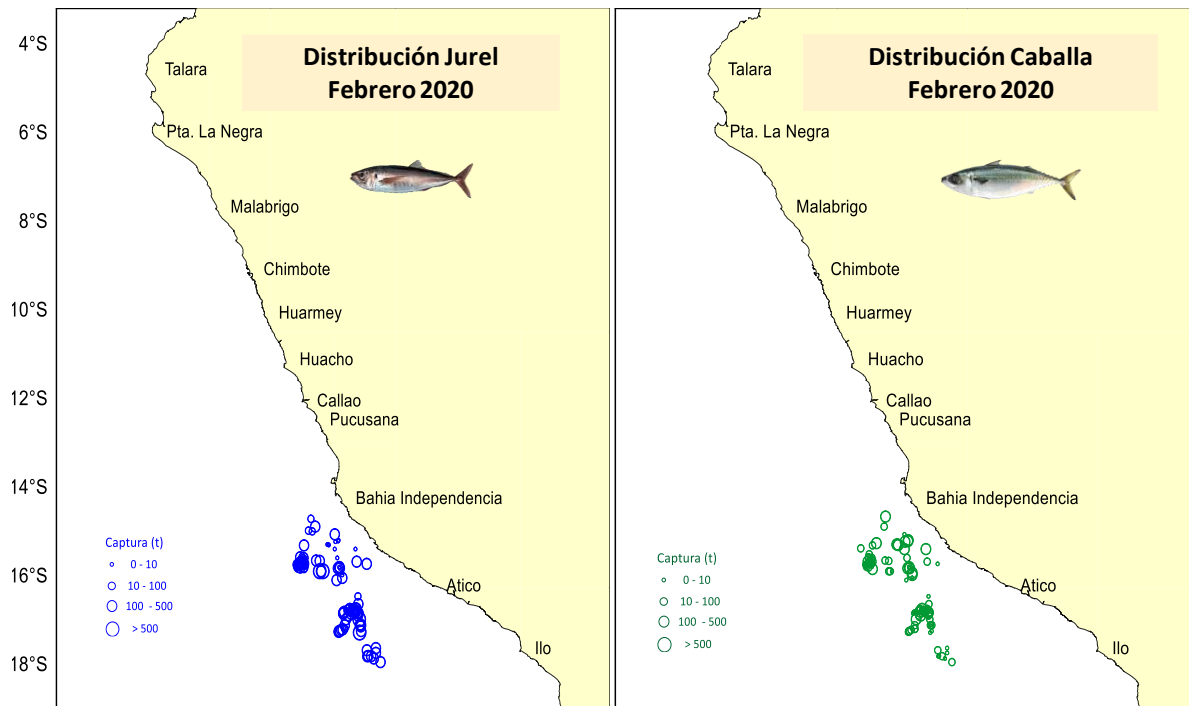 Distribución Jurel
Febrero 2020
4°S
6°S
8°S
10°S
12°S
14°S
16°S
18°S
Talara
Pta. La Negra
Malabrigo
Chimbote
Huarmey
Huacho
Callao
Pucusana
Bahia Independencia
Atico
Ilo
Captura (t)
0 - 10
10 - 100
100 - 500
> 500
Distribución Caballa
Febrero 2020
Talara
Pta. La Negra
Malabrigo
Chimbote
Huarmey
Huacho
Callao
Pucusana
Bahia Independencia
Atico
Ilo
Captura (t)
0 - 10
10 - 100
100 - 500
> 500